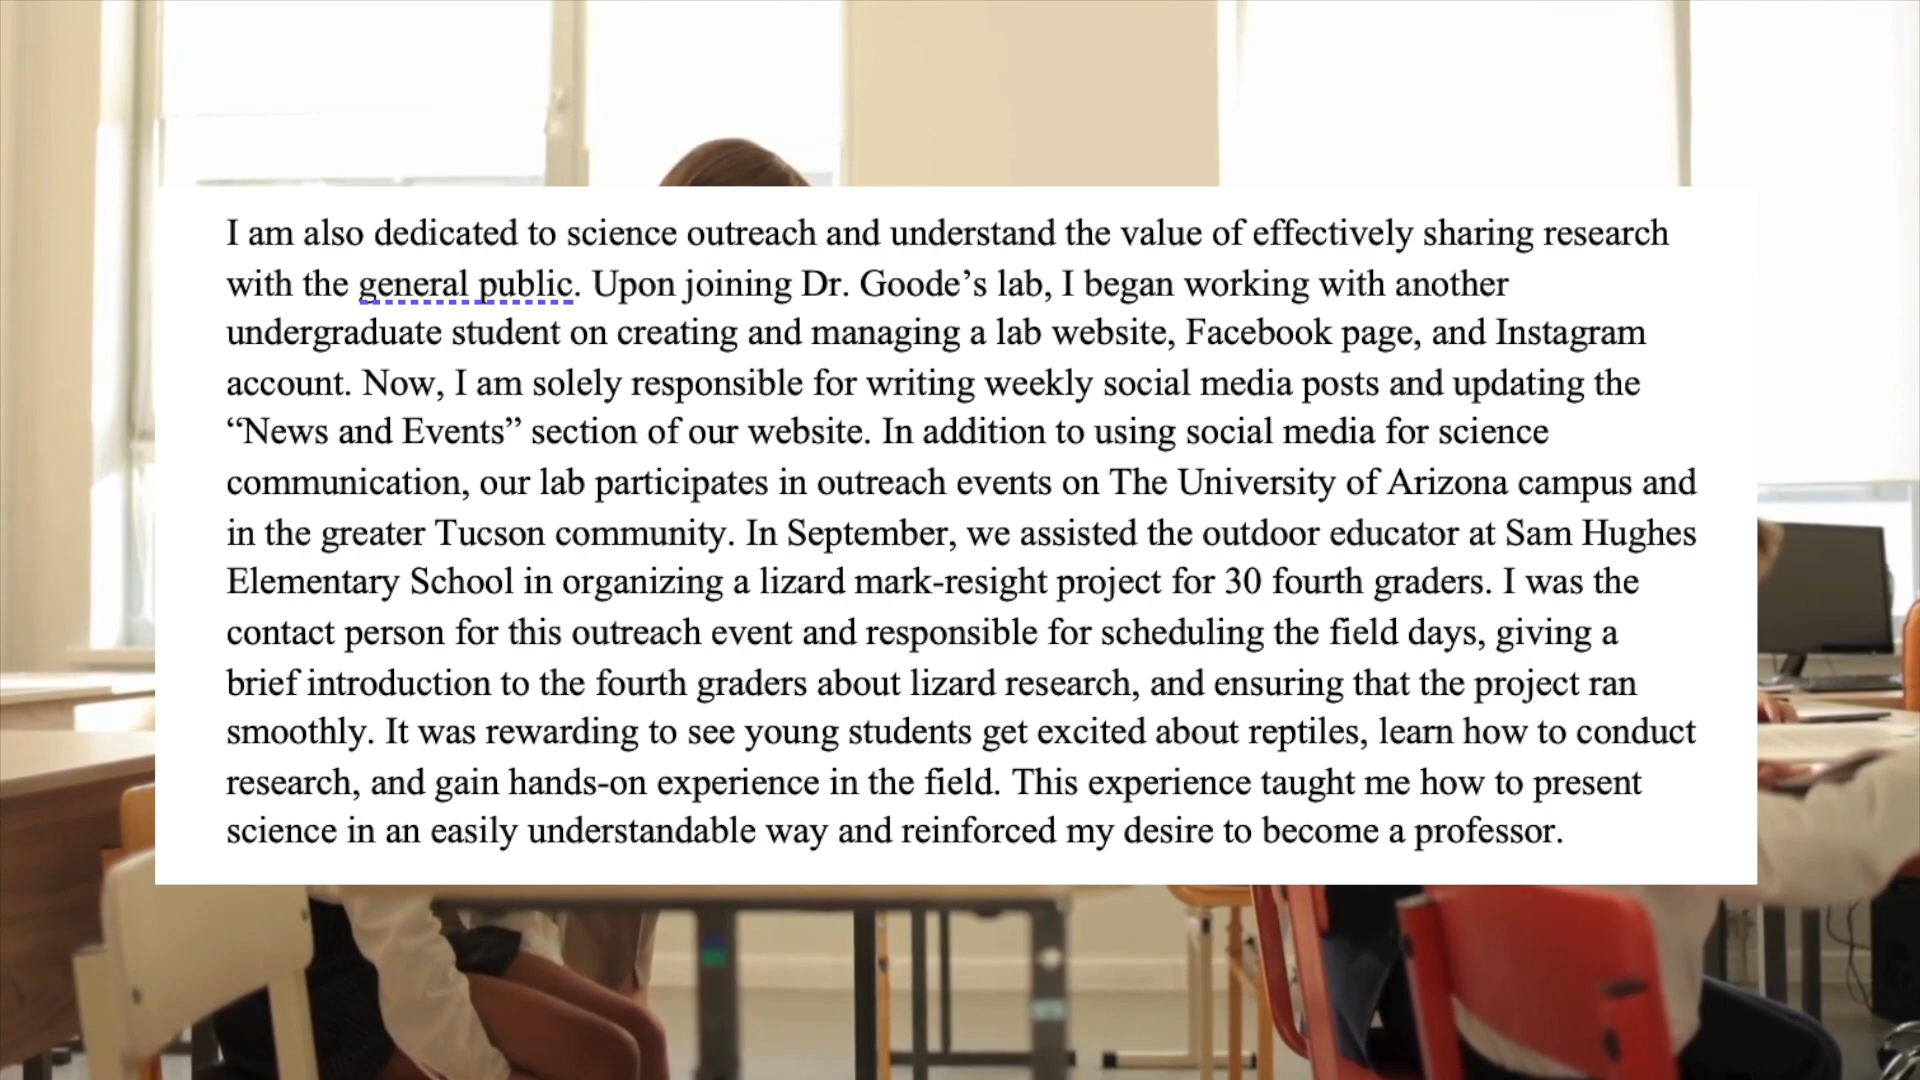 I am also dedicated to science outreach and understand the value of effectively sharing research
with the general public. Upon joining Dr. Goode’s lab, I began working with another
undergraduate student on creating and managing a lab website, Facebook page, and Instagram
account. Now, I am solely responsible for writing weekly social media posts and updating the
“News and Events” section of our website. In addition to using social media for science
communication, our lab participates in outreach events on The University of Arizona campus and
in the greater Tucson community. In September, we assisted the outdoor educator at Sam Hughes
Elementary School in organizing a lizard mark-resight project for 30 fourth graders. I was the
contact person for this outreach event and responsible for scheduling the field days, giving a
brief introduction to the fourth graders about lizard research, and ensuring that the project ran
smoothly. It was rewarding to see young students get excited about reptiles, learn how to conduct
research, and gain hands-on experience in the field. This experience taught me how to present
science in an easily understandable way and reinforced my desire to become a professor.